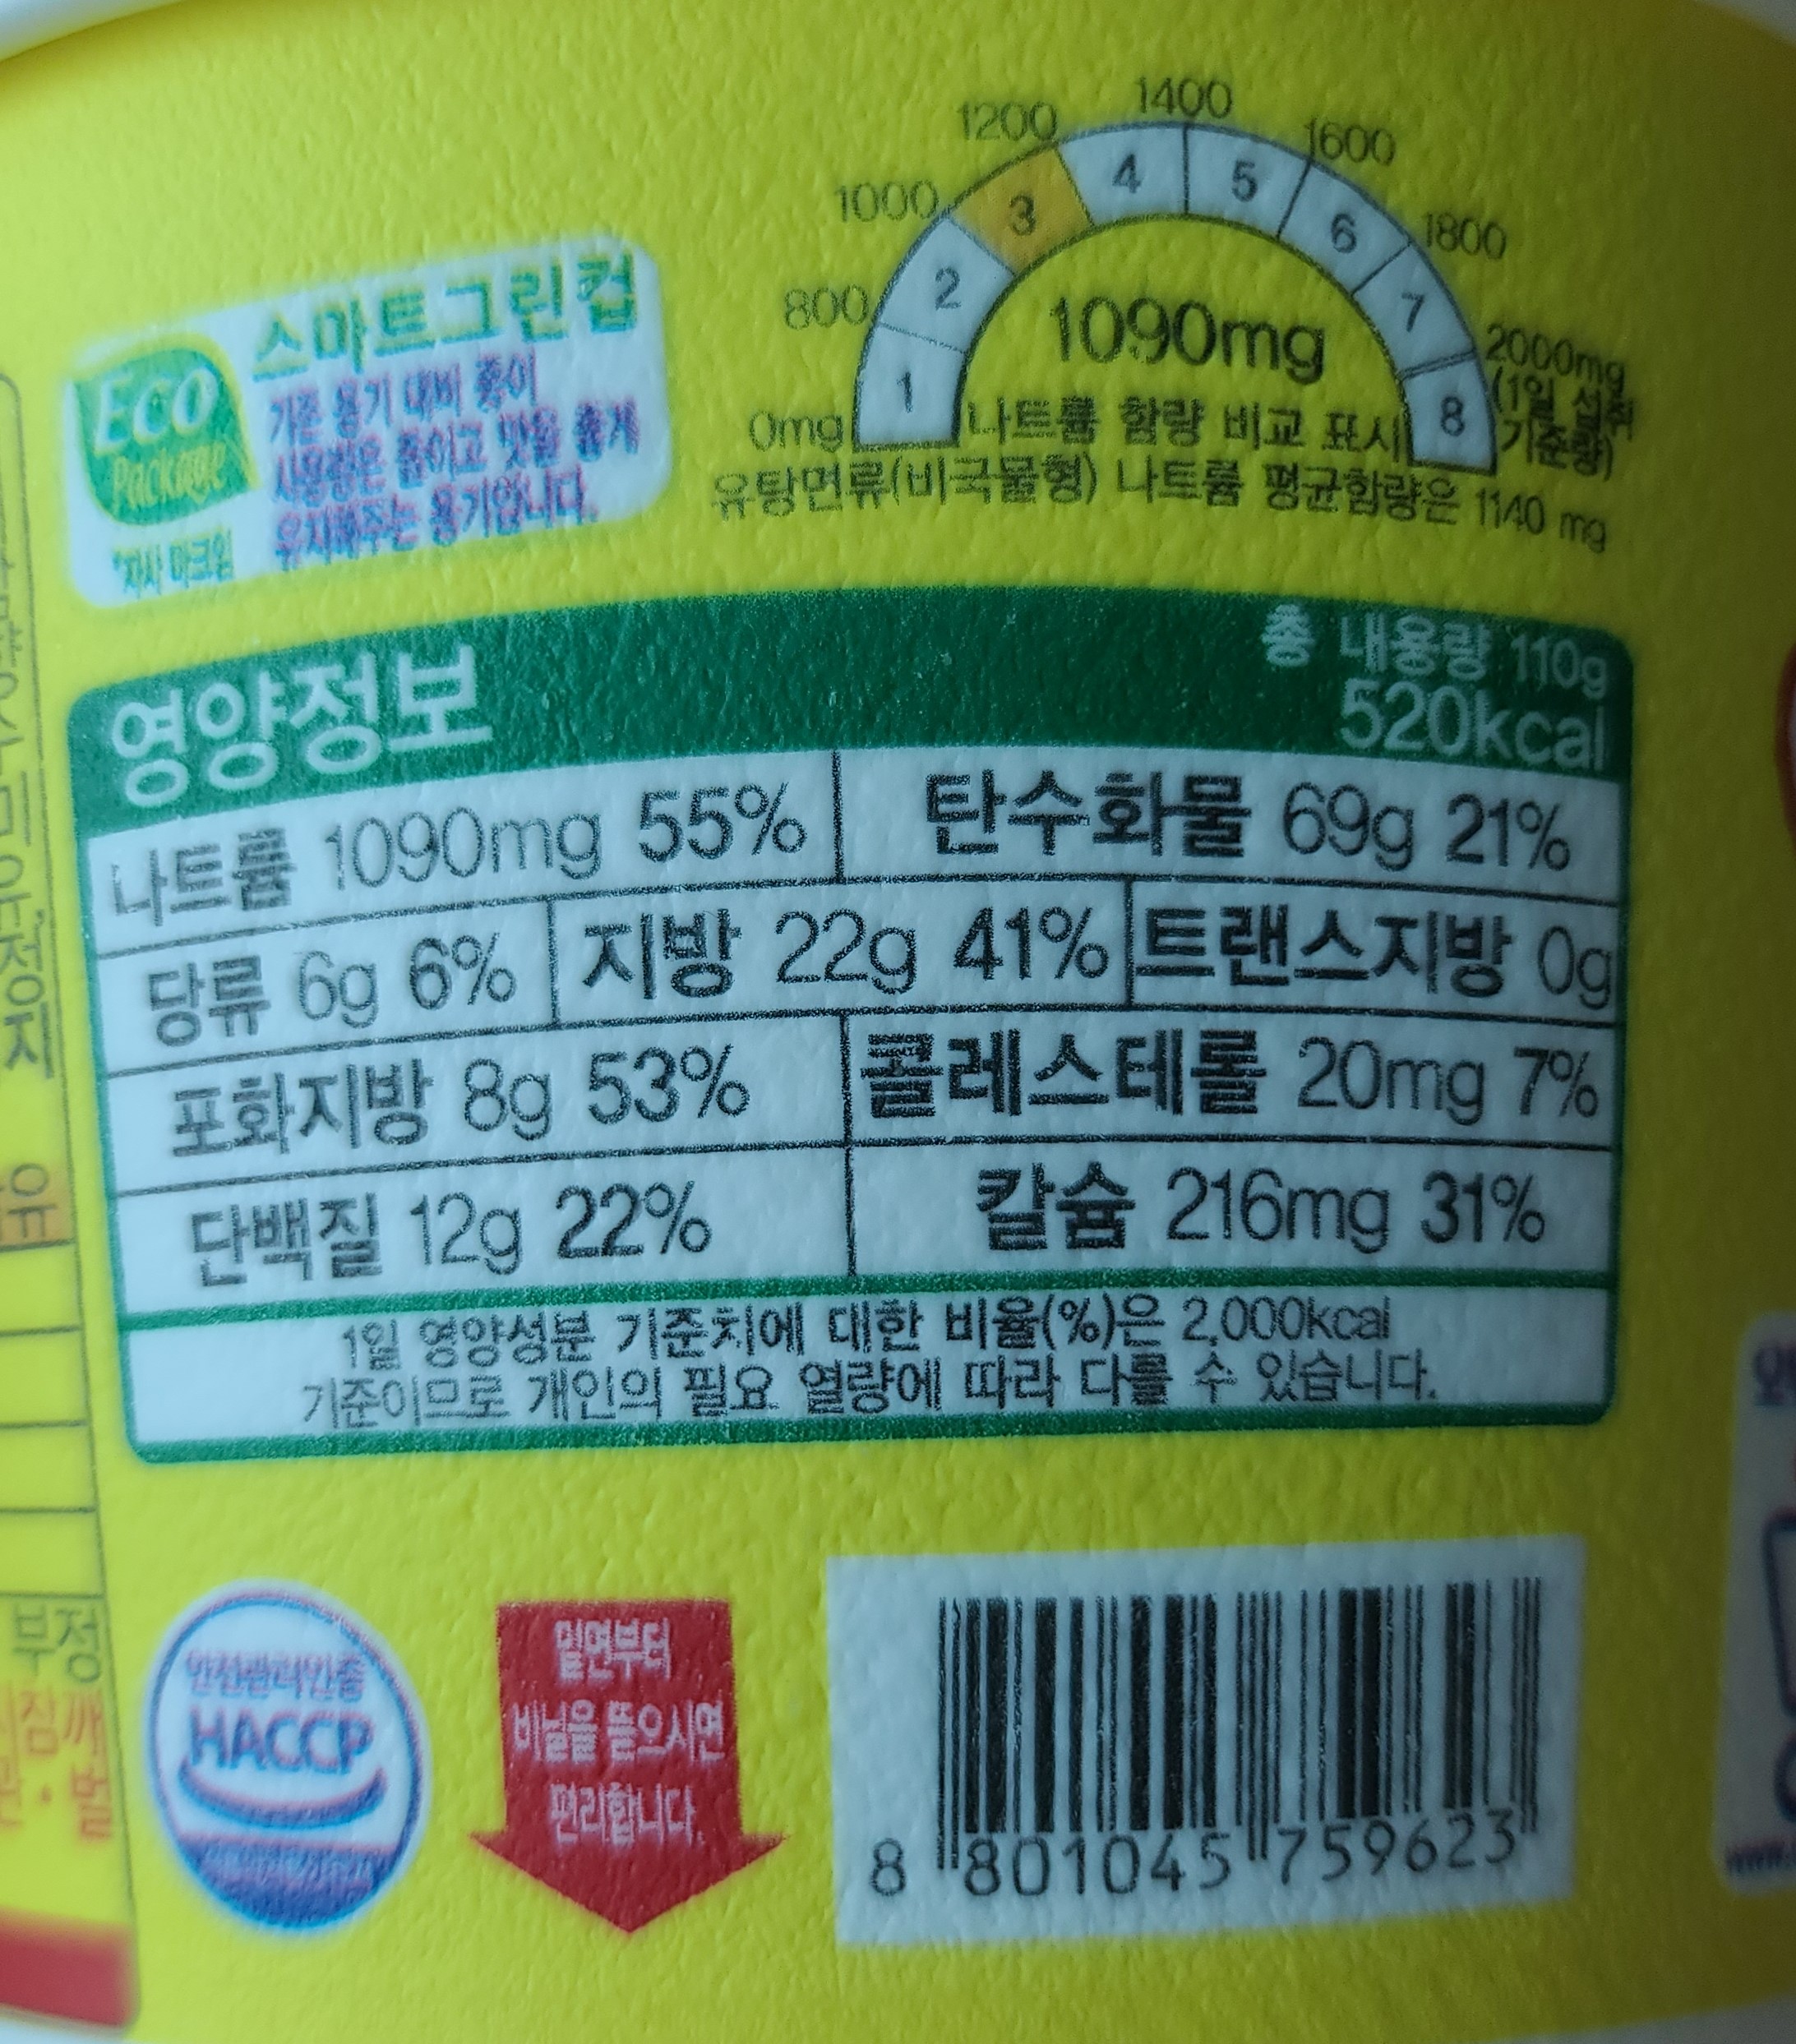 1400
1200
1600
1000
4
5
3
6
1800
2
800
7
1090mg
2000mg
(1일 섭취
기준량)
1
8
0mg
나트륨 함량 비교 표시
유탕면류(비국물형) 나트륨 평균함량은 1140 mg
Eco
Package
스마트그린컵
기존 용기 대비 종이
사용량은 줄이고 맛을 좋게
유지해주는 용기입니다.
*자사 마크임
영양정보
총 내용량 110g
520kcal
나트륨 1090mg 55%
탄수화물 69g 21%
당류 6g 6%
지방 22g 41%
트랜스지방 0g
포화지방 8g 53%
콜레스테롤 20mg 7%
단백질 12g 22%
칼슘 216mg 31%
1일 영양성분 기준치에 대한 비율(%)은 2,000kcal
기준이므로 개인의 필요 열량에 따라 다를 수 있습니다.
안전관리인증
HACCP
밑면부터
비닐을 뜯으시면
편리합니다.
8 801045 759623
부정